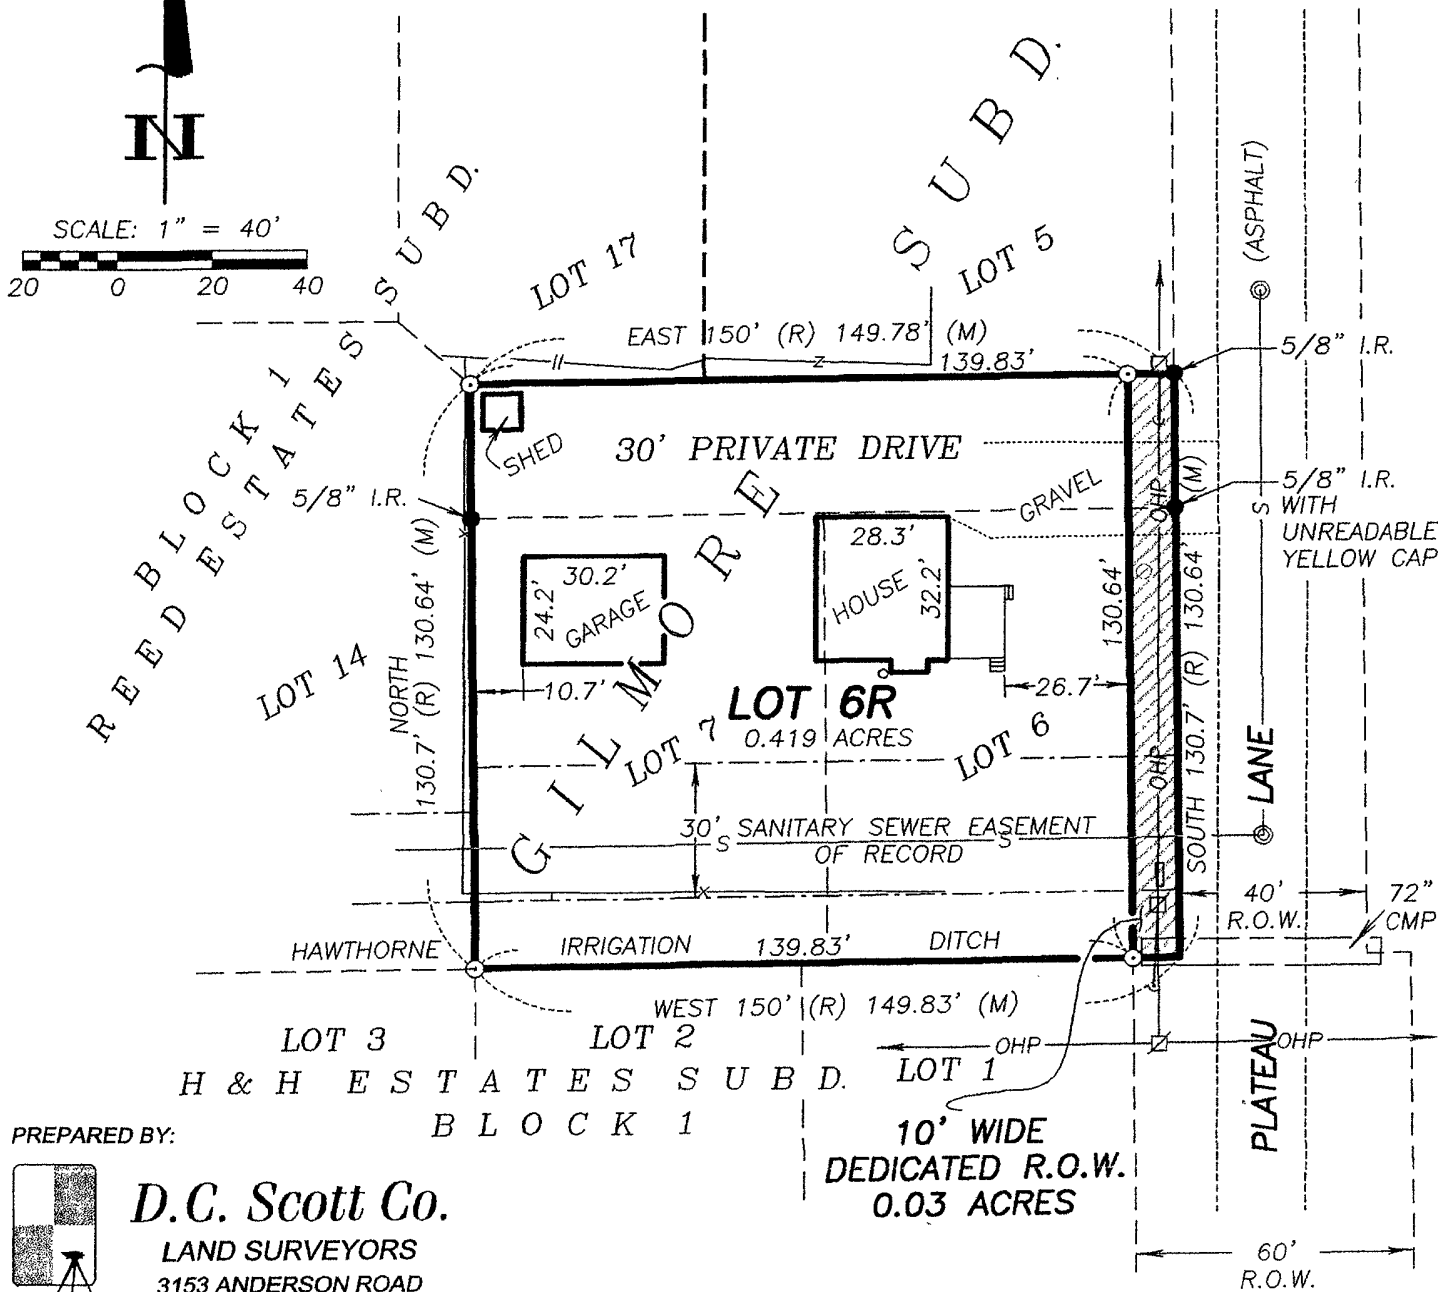 N
SCALE: 1" = 40'
20 0 20 40
SUBD.
SUBD.
LOT 17
LOT 5
(ASPHALT)
EAST 150' (R) 149.78' (M)
139.83'
5/8" I.R.
BLOCK 1
REED ESTATES
SHED
30' PRIVATE DRIVE
5/8" I.R.
GRAVEL
5/8" I.R.
WITH
UNREADABLE
YELLOW CAP
S
OHP
28.3'
32.2'
HOUSE
30.2'
24.2'
GARAGE
GILMORE
NORTH
130.7' (R) 130.64' (M)
130.64'
SOUTH 130.7' (R) 130.64' (M)
LOT 14
10.7'
26.7'
LOT 6R
0.419 ACRES
LOT 7
LOT 6
OHP
LANE
30' SANITARY SEWER EASEMENT
S S
OF RECORD
40'
R.O.W.
72"
CMP
HAWTHORNE IRRIGATION 139.83' DITCH
WEST 150' (R) 149.83' (M)
LOT 3
LOT 2
LOT 1
OHP
OHP
PLATEAU
H & H ESTATES SUBD.
BLOCK 1
10' WIDE
DEDICATED R.O.W.
0.03 ACRES
60'
R.O.W.
PREPARED BY:
D.C. Scott Co.
LAND SURVEYORS
3153 ANDERSON ROAD